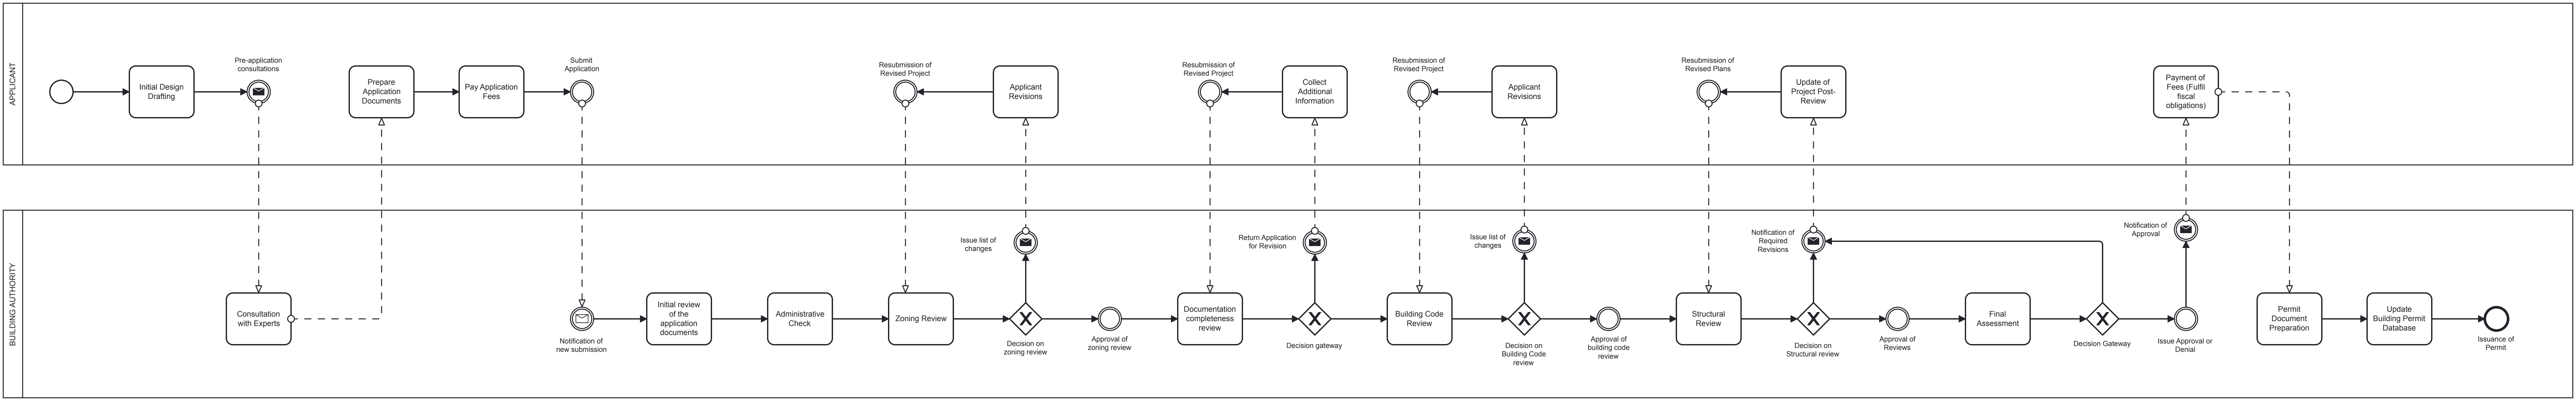 APPLICANT
Initial Design
Drafting
Pre-application
consultations
Prepare
Application
Documents
Pay Application
Fees
Submit
Application
Resubmission of
Revised Project
Applicant
Revisions
Resubmission of
Revised Project
Collect
Additional
Information
Resubmission of
Revised Project
Applicant
Revisions
Resubmission of
Revised Plans
Update of
Project Post-
Review
Payment of
Fees (Fulfil
fiscal
obligations)
BUILDING AUTHORITY
Consultation
with Experts
Notification of
new submission
Initial review
of the
application
documents
Administrative
Check
Zoning Review
Issue list of
changes
Decision on
zoning review
Approval of
zoning review
Documentation
completeness
review
Return Application
for Revision
Decision gateway
Building Code
Review
Issue list of
changes
Decision on
Building Code
review
Approval of
building code
review
Structural
Review
Notification of
Required
Revisions
Decision on
Structural review
Approval of
Reviews
Final
Assessment
Decision Gateway
Notification of
Approval
Issue Approval or
Denial
Permit
Document
Preparation
Update
Building Permit
Database
Issuance of
Permit